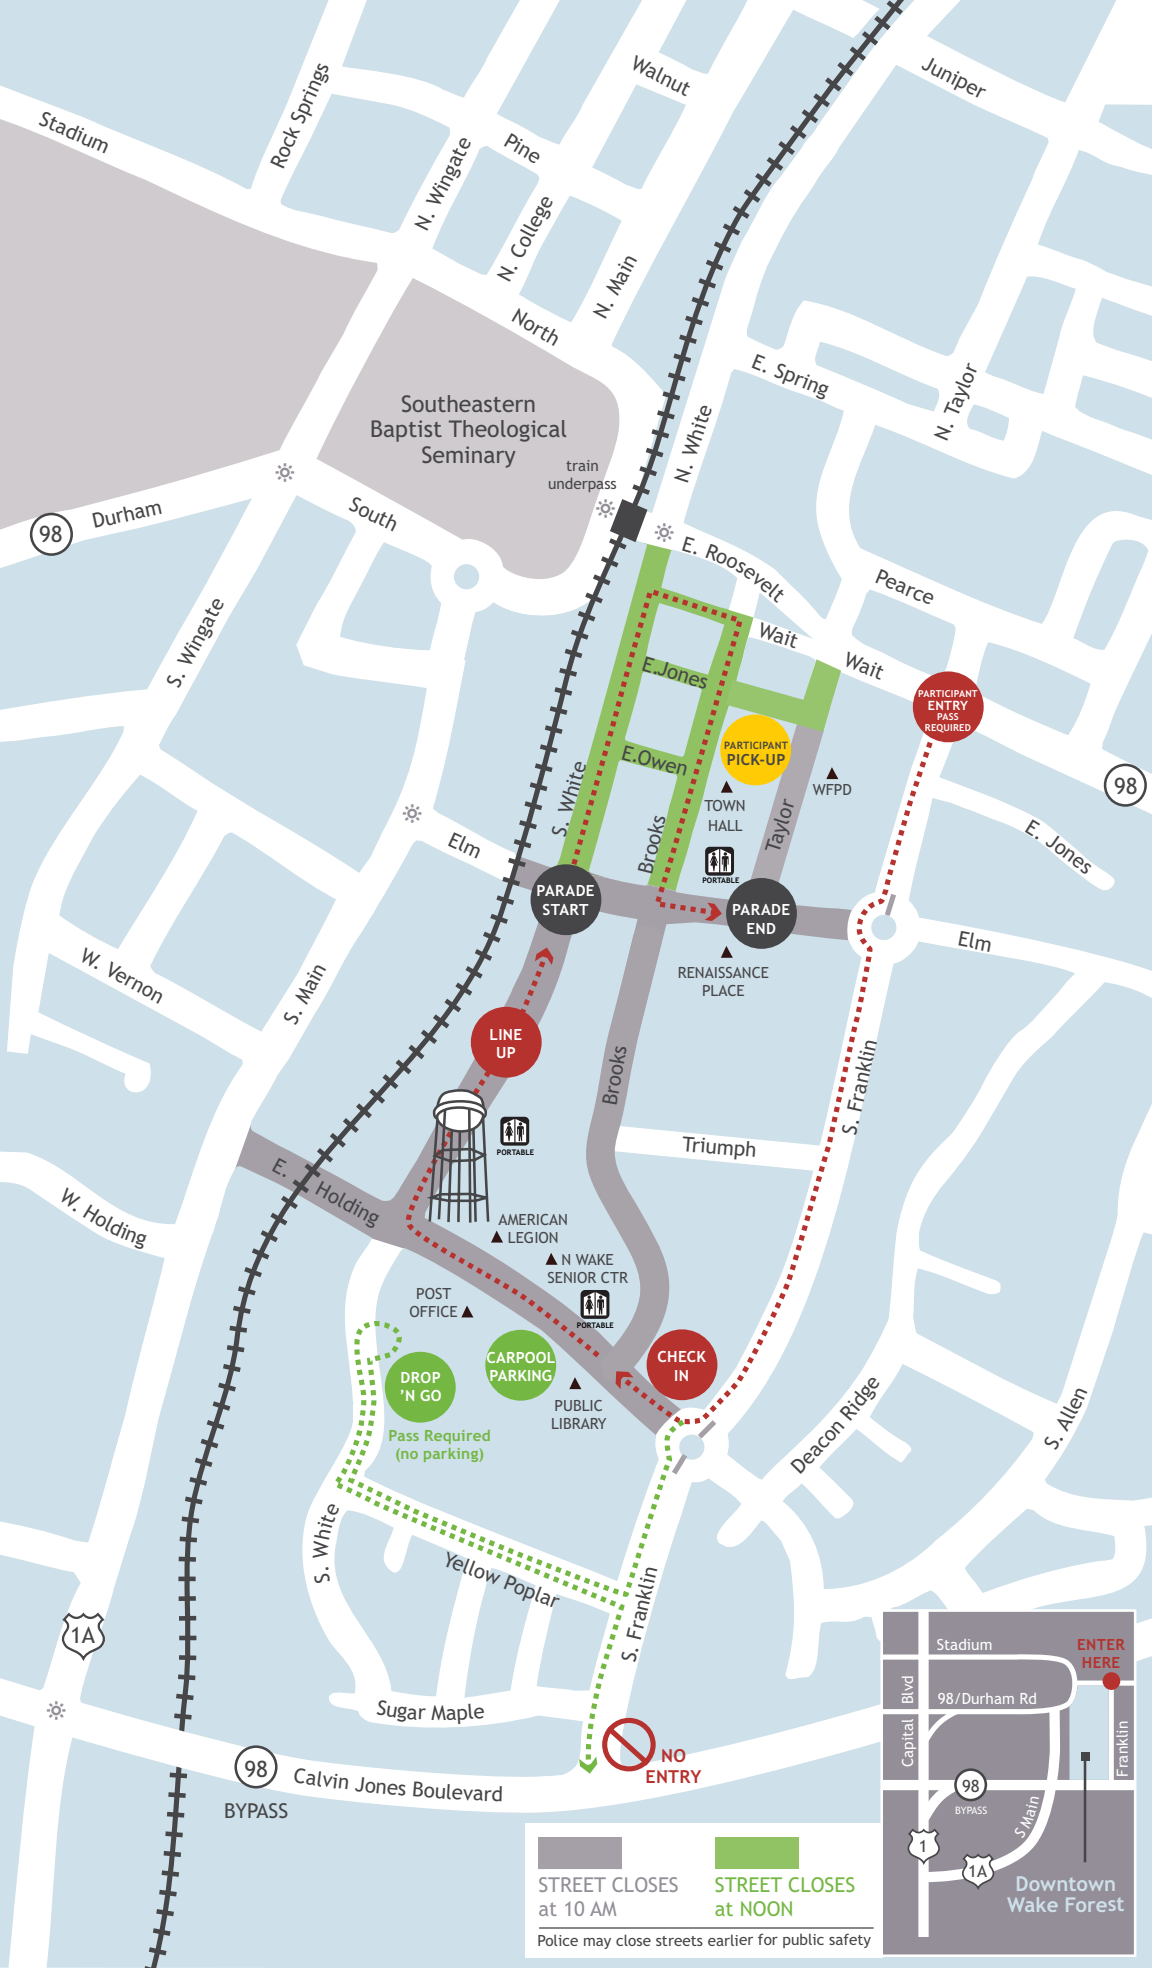 Juniper
Walnut
Rock Springs
Stadium
Pine
N. Wingate
N. College
N. Main
North
E. Spring
N. Taylor
Southeastern
Baptist Theological
Seminary
N. White
train
underpass
98
Durham
South
E. Roosevelt
Pearce
Wait
Wait
S. Wingate
E.Jones
PARTICIPANT
ENTRY
PASS
REQUIRED
PARTICIPANT
PICK-UP
E.Owen
98
WFPD
TOWN
HALL
S. White
Brooks
Taylor
E. Jones
Elm
PORTABLE
PARADE
START
PARADE
END
Elm
RENAISSANCE
PLACE
W. Vernon
S. Main
LINE
UP
Brooks
S. Franklin
PORTABLE
Triumph
E. Holding
W. Holding
AMERICAN
LEGION
N WAKE
SENIOR CTR
POST
OFFICE
PORTABLE
CARPOOL
PARKING
CHECK
IN
DROP
'N GO
PUBLIC
LIBRARY
Pass Required
(no parking)
Deacon Ridge
S. Allen
S. White
Yellow Poplar
S. Franklin
1A
Sugar Maple
NO
ENTRY
98
BYPASS
Calvin Jones Boulevard
STREET CLOSES
at 10 AM
STREET CLOSES
at NOON
Police may close streets earlier for public safety
Stadium
ENTER
HERE
98/Durham Rd
Capital Blvd
Franklin
98
BYPASS
S Main
1
1A
Downtown
Wake Forest